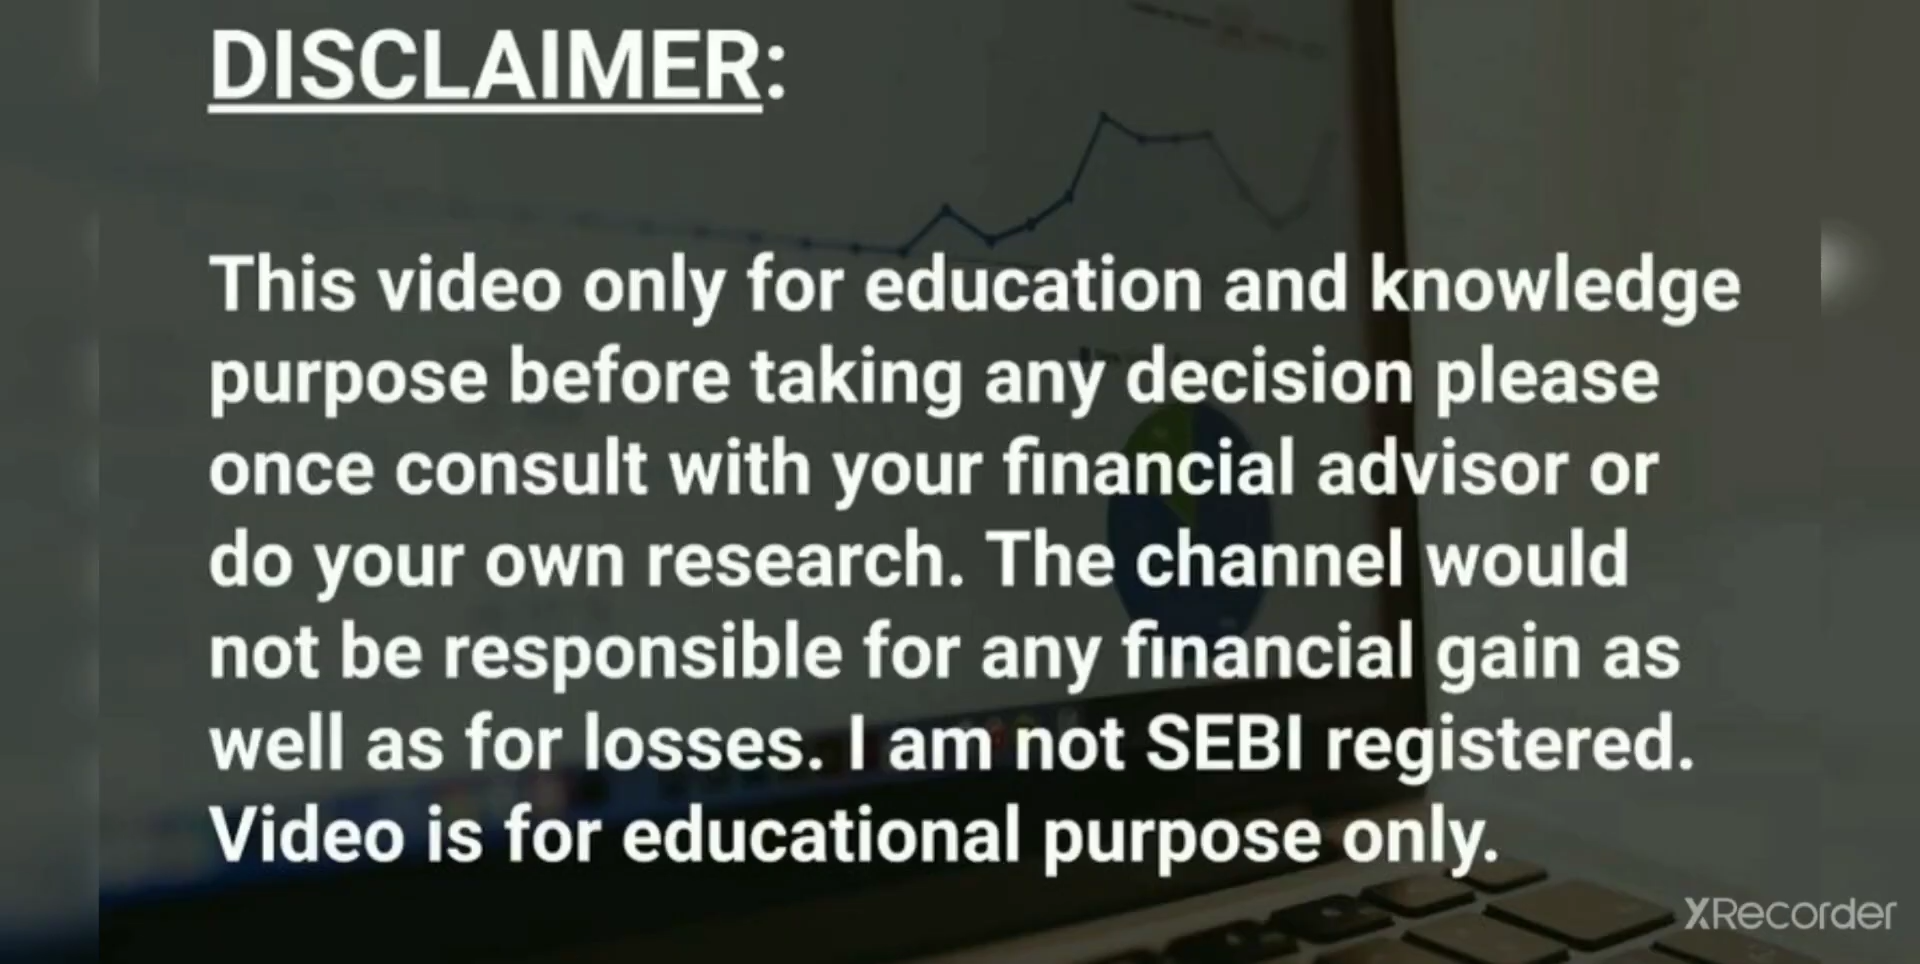 DISCLAIMER:
This video only for education and knowledge
purpose before taking any decision please
once consult with your financial advisor or
do your own research. The channel would
not be responsible for any financial gain as
well as for losses. I am not SEBI registered.
Video is for educational purpose only.
XRecorder